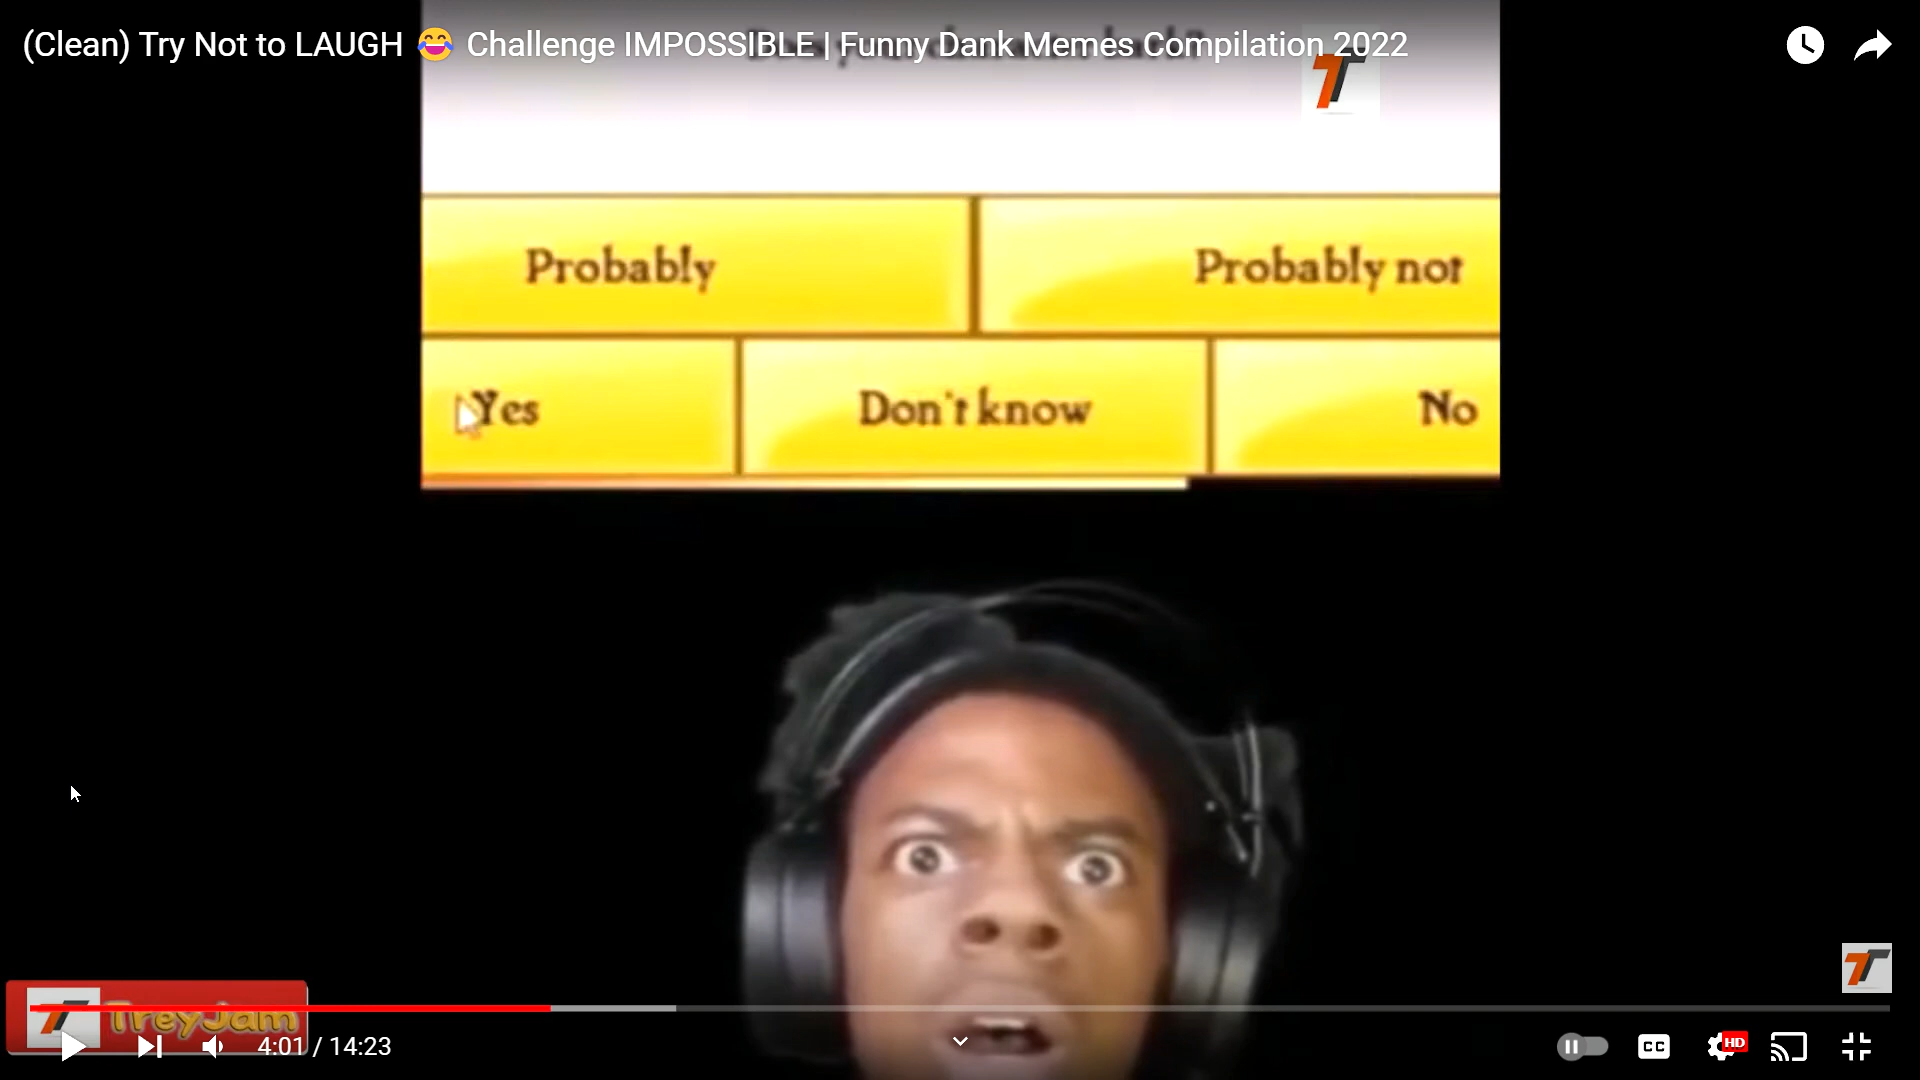 (Clean) Try Not to LAUGH 😂 Challenge IMPOSSIBLE | Funny Dank Memes Compilation 2022
Probably
Probably not
Yes
Don't know
No
TreyJam
4:01 / 14:23
CC
HD